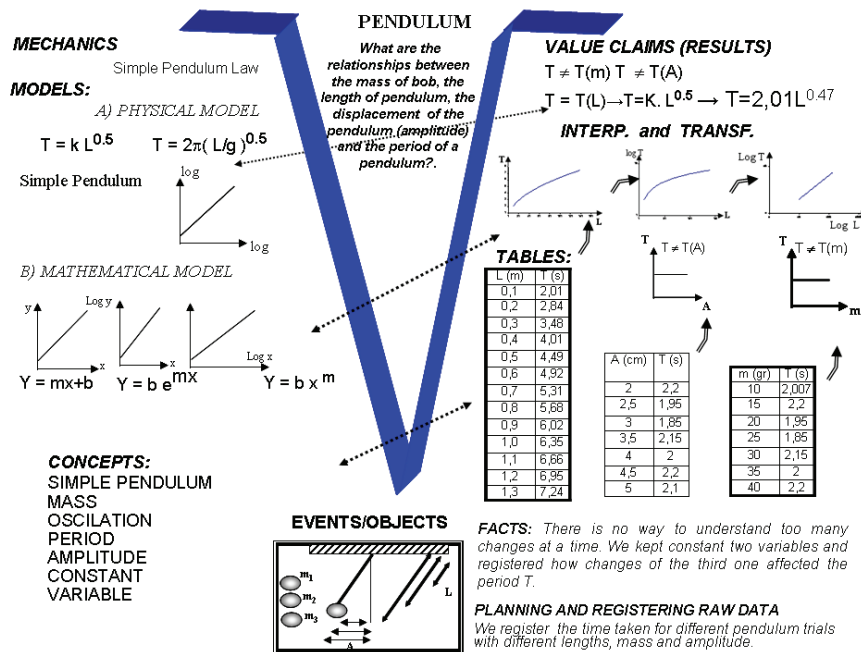 PENDULUM
What are the
relationships between
the mass of bob, the
length of pendulum, the
displacement of the
pendulum (amplitude)
and the period of a
pendulum?.
MECHANICS
Simple Pendulum Law
MODELS:
A) PHYSICAL MODEL
T = k L^0.5 T = 2π( L/g )^0.5
Simple Pendulum
log
log
B) MATHEMATICAL MODEL
y Log y
x x Log x
Y = mx+b Y = b e^mx Y = b x^m
CONCEPTS:
SIMPLE PENDULUM
MASS
OSCILATION
PERIOD
AMPLITUDE
CONSTANT
VARIABLE
VALUE CLAIMS (RESULTS)
T ≠ T(m) T ≠ T(A)
T = T(L)→T=K. L^0.5 → T=2,01L^0.47
INTERP. and TRANSF.
T log T Log T
L L Log L
TABLES:
T T ≠ T(A) T T ≠ T(m)
A m
L (m) T (s)
0,1 2,01
0,2 2,84
0,3 3,48
0,4 4,01
0,5 4,49
0,6 4,92
0,7 5,31
0,8 5,68
0,9 6,02
1,0 6,35
1,1 6,66
1,2 6,95
1,3 7,24
A (cm) T (s)
2 2,2
2,5 1,95
3 1,85
3,5 2,15
4 2
4,5 2,2
5 2,1
m (gr) T (s)
10 2,007
15 2,2
20 1,95
25 1,85
30 2,15
35 2
40 2,2
EVENTS/OBJECTS
m1
m2
m3
L
A
FACTS: There is no way to understand too many
changes at a time. We kept constant two variables and
registered how changes of the third one affected the
period T.
PLANNING AND REGISTERING RAW DATA
We register the time taken for different pendulum trials
with different lengths, mass and amplitude.